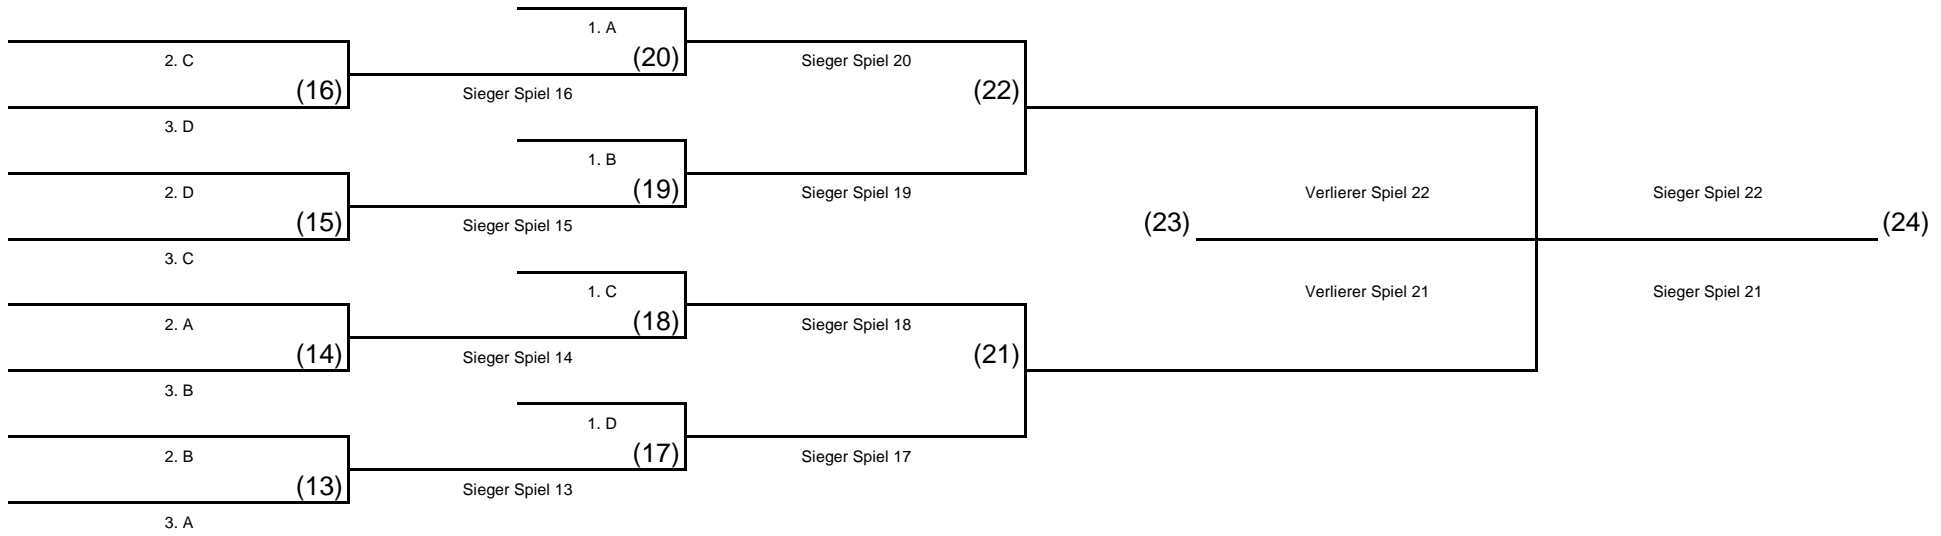 1. A
2. C
(20)
Sieger Spiel 20
(16)
Sieger Spiel 16
(22)
3. D
1. B
2. D
(19)
Sieger Spiel 19
Verlierer Spiel 22
Sieger Spiel 22
(15)
Sieger Spiel 15
(23)
(24)
3. C
1. C
Verlierer Spiel 21
Sieger Spiel 21
2. A
(18)
Sieger Spiel 18
(14)
Sieger Spiel 14
(21)
3. B
1. D
2. B
(17)
Sieger Spiel 17
(13)
Sieger Spiel 13
3. A